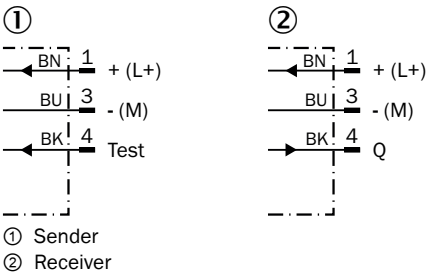 ① ②
BN 1 + (L+) BN 1 + (L+)
BU 3 - (M) BU 3 - (M)
BK 4 Test BK 4 Q
① Sender
② Receiver